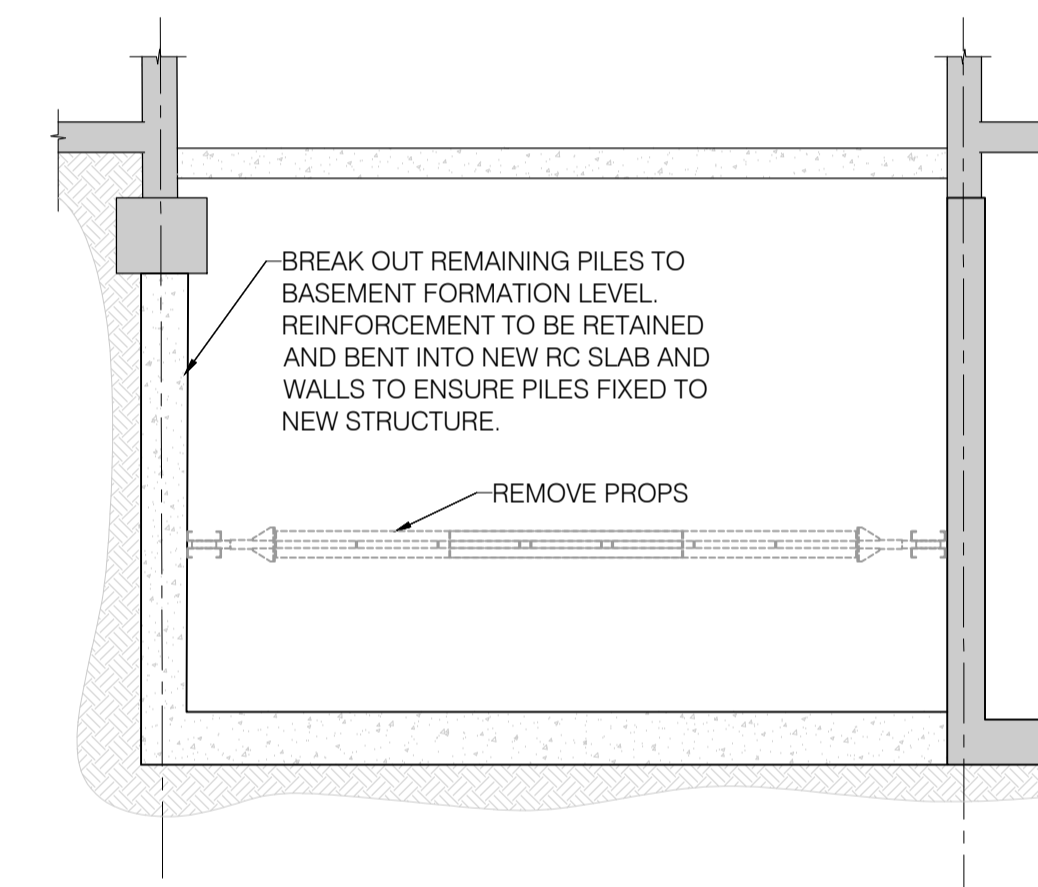 BREAK OUT REMAINING PILES TO
BASEMENT FORMATION LEVEL.
REINFORCEMENT TO BE RETAINED
AND BENT INTO NEW RC SLAB AND
WALLS TO ENSURE PILES FIXED TO
NEW STRUCTURE.
REMOVE PROPS